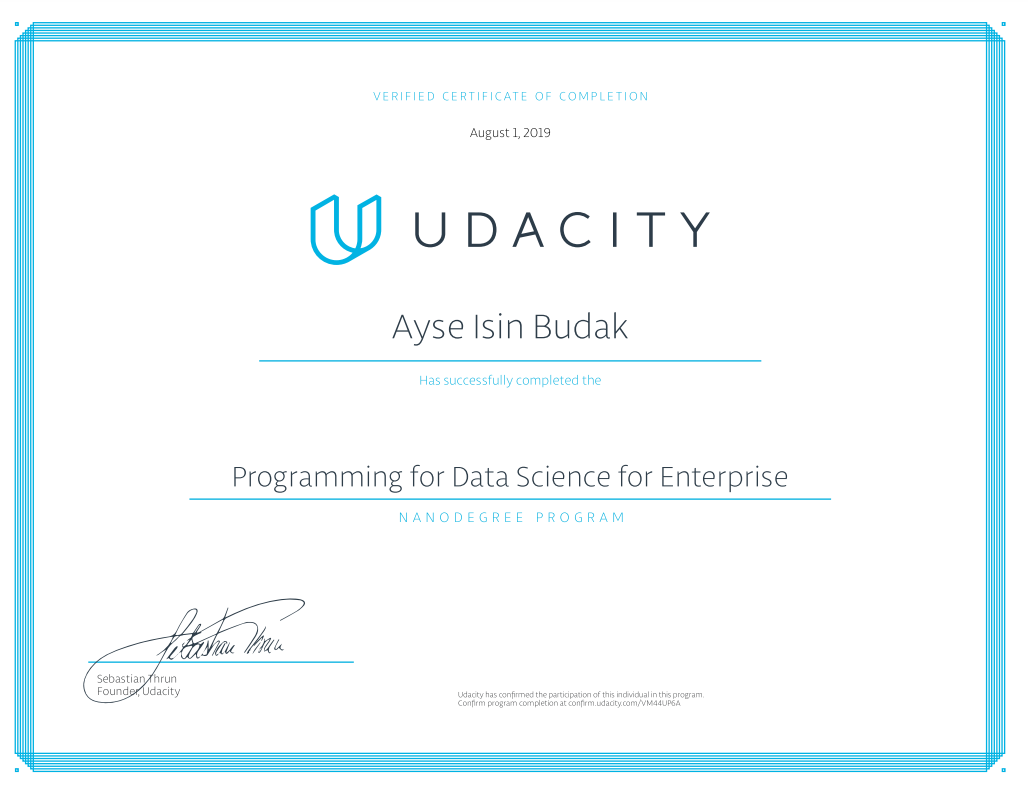 VERIFIED CERTIFICATE OF COMPLETION
August 1, 2019
UDACITY
Ayse Isin Budak
Has successfully completed the
Programming for Data Science for Enterprise
NANODEGREE PROGRAM
Sebastian Thrun
Sebastian Thrun
Founder, Udacity
Udacity has confirmed the participation of this individual in this program.
Confirm program completion at confirm.udacity.com/VM44UP6A